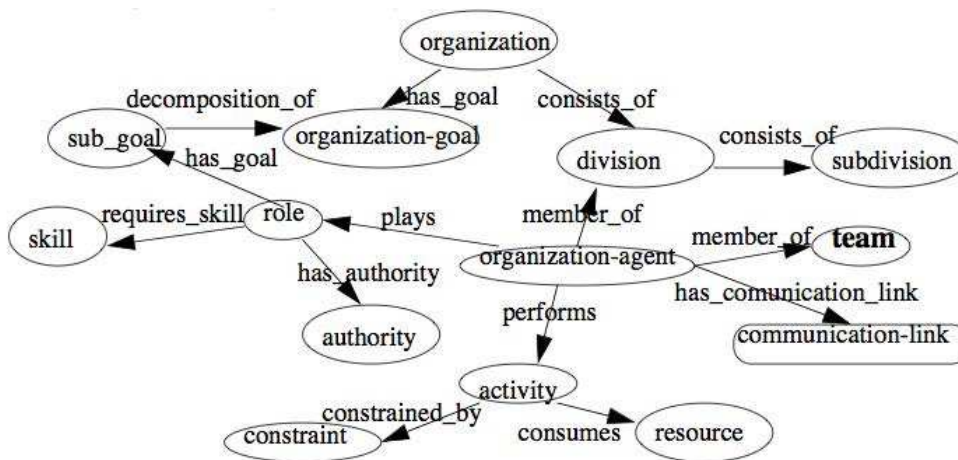 organization
decomposition_of
has_goal
consists_of
sub_goal
organization-goal
division
consists_of
subdivision
has_goal
role
plays
member_of
requires_skill
skill
organization-agent
member_of
team
has_authority
has_comunication_link
performs
authority
communication-link
activity
constrained_by
constraint
consumes
resource